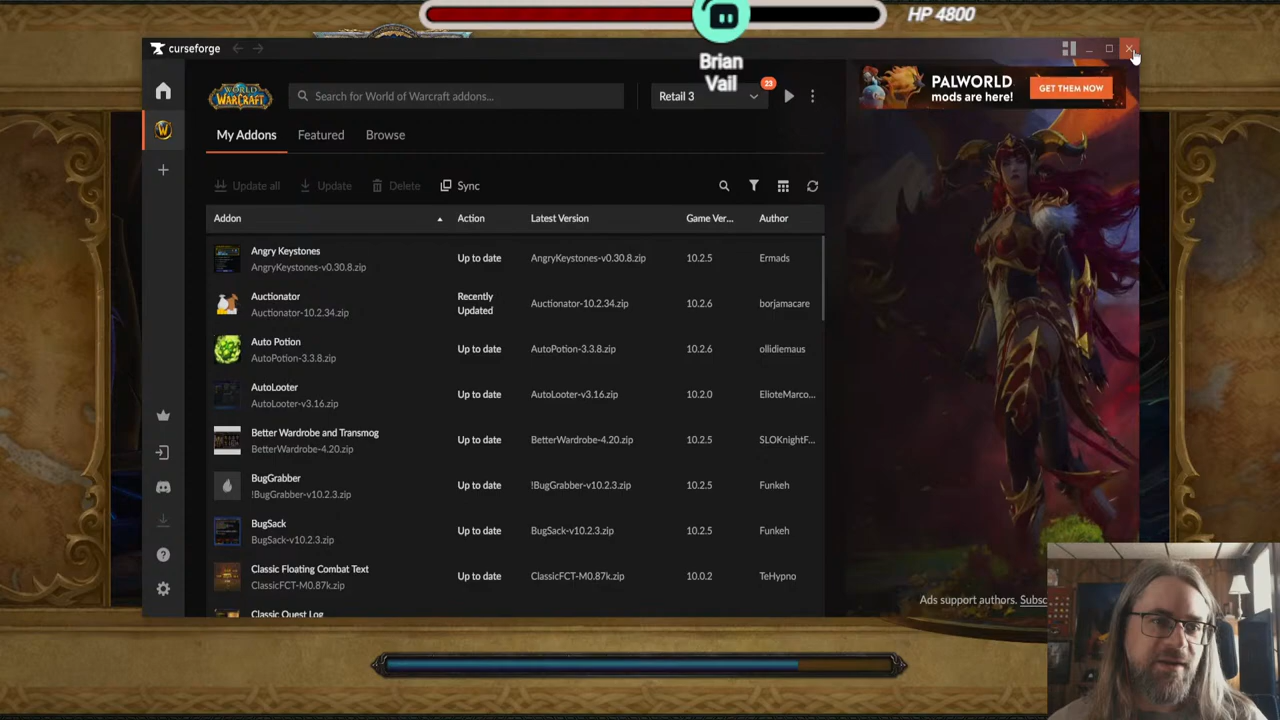 HP 4800
Brian
Vail
curseforge
WORLD
WARCRAFT
Search for World of Warcraft addons...
Retail 3
23
PALWORLD
mods are here!
GET THEM NOW
My Addons
Featured
Browse
Update all
Update
Delete
Sync
Addon
Action
Latest Version
Game Ver...
Author
Angry Keystones
AngryKeystones-v0.30.8.zip
Up to date
AngryKeystones-v0.30.8.zip
10.2.5
Ermads
Auctionator
Auctionator-10.2.34.zip
Recently
Updated
Auctionator-10.2.34.zip
10.2.6
borjamacare
Auto Potion
AutoPotion-3.3.8.zip
Up to date
AutoPotion-3.3.8.zip
10.2.6
ollidiemaus
AutoLooter
AutoLooter-v3.16.zip
Up to date
AutoLooter-v3.16.zip
10.2.0
ElioteMarco...
Better Wardrobe and Transmog
BetterWardrobe-4.20.zip
Up to date
BetterWardrobe-4.20.zip
10.2.5
SLOKnightF...
BugGrabber
!BugGrabber-v10.2.3.zip
Up to date
!BugGrabber-v10.2.3.zip
10.2.5
Funkeh
BugSack
BugSack-v10.2.3.zip
Up to date
BugSack-v10.2.3.zip
10.2.5
Funkeh
Classic Floating Combat Text
ClassicFCT-M0.87k.zip
Up to date
ClassicFCT-M0.87k.zip
10.0.2
TeHypno
Classic Quest Log
Ads support authors. Subsc